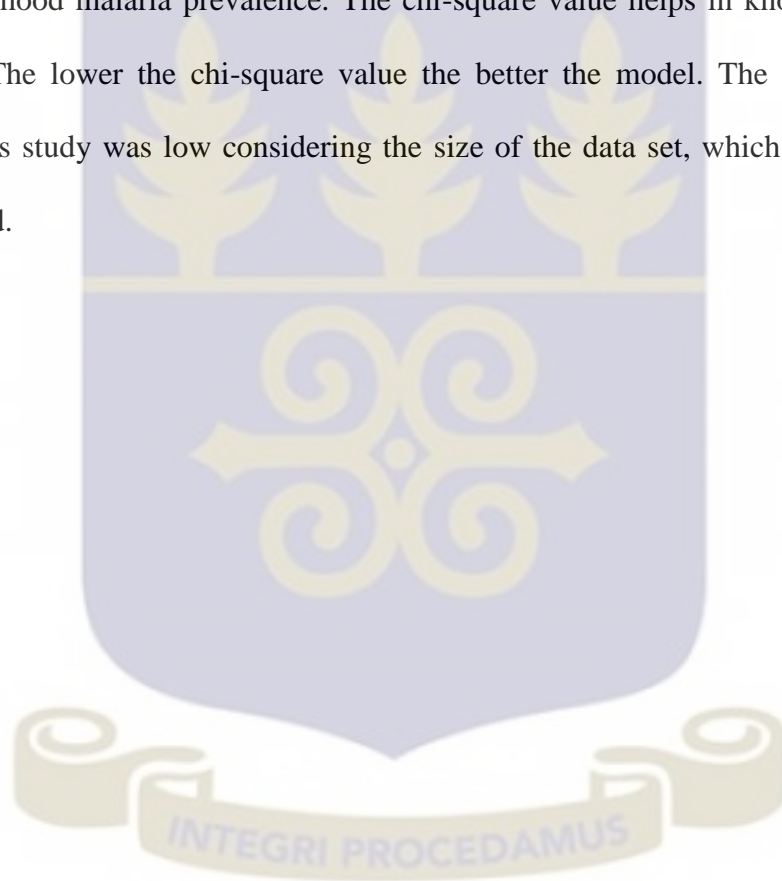 malaria prevalence. The chi-square value helps in
The lower the chi-square value the better the model. The
study was low considering the size of the data set, which
INTEGRI PROCEDAMUS